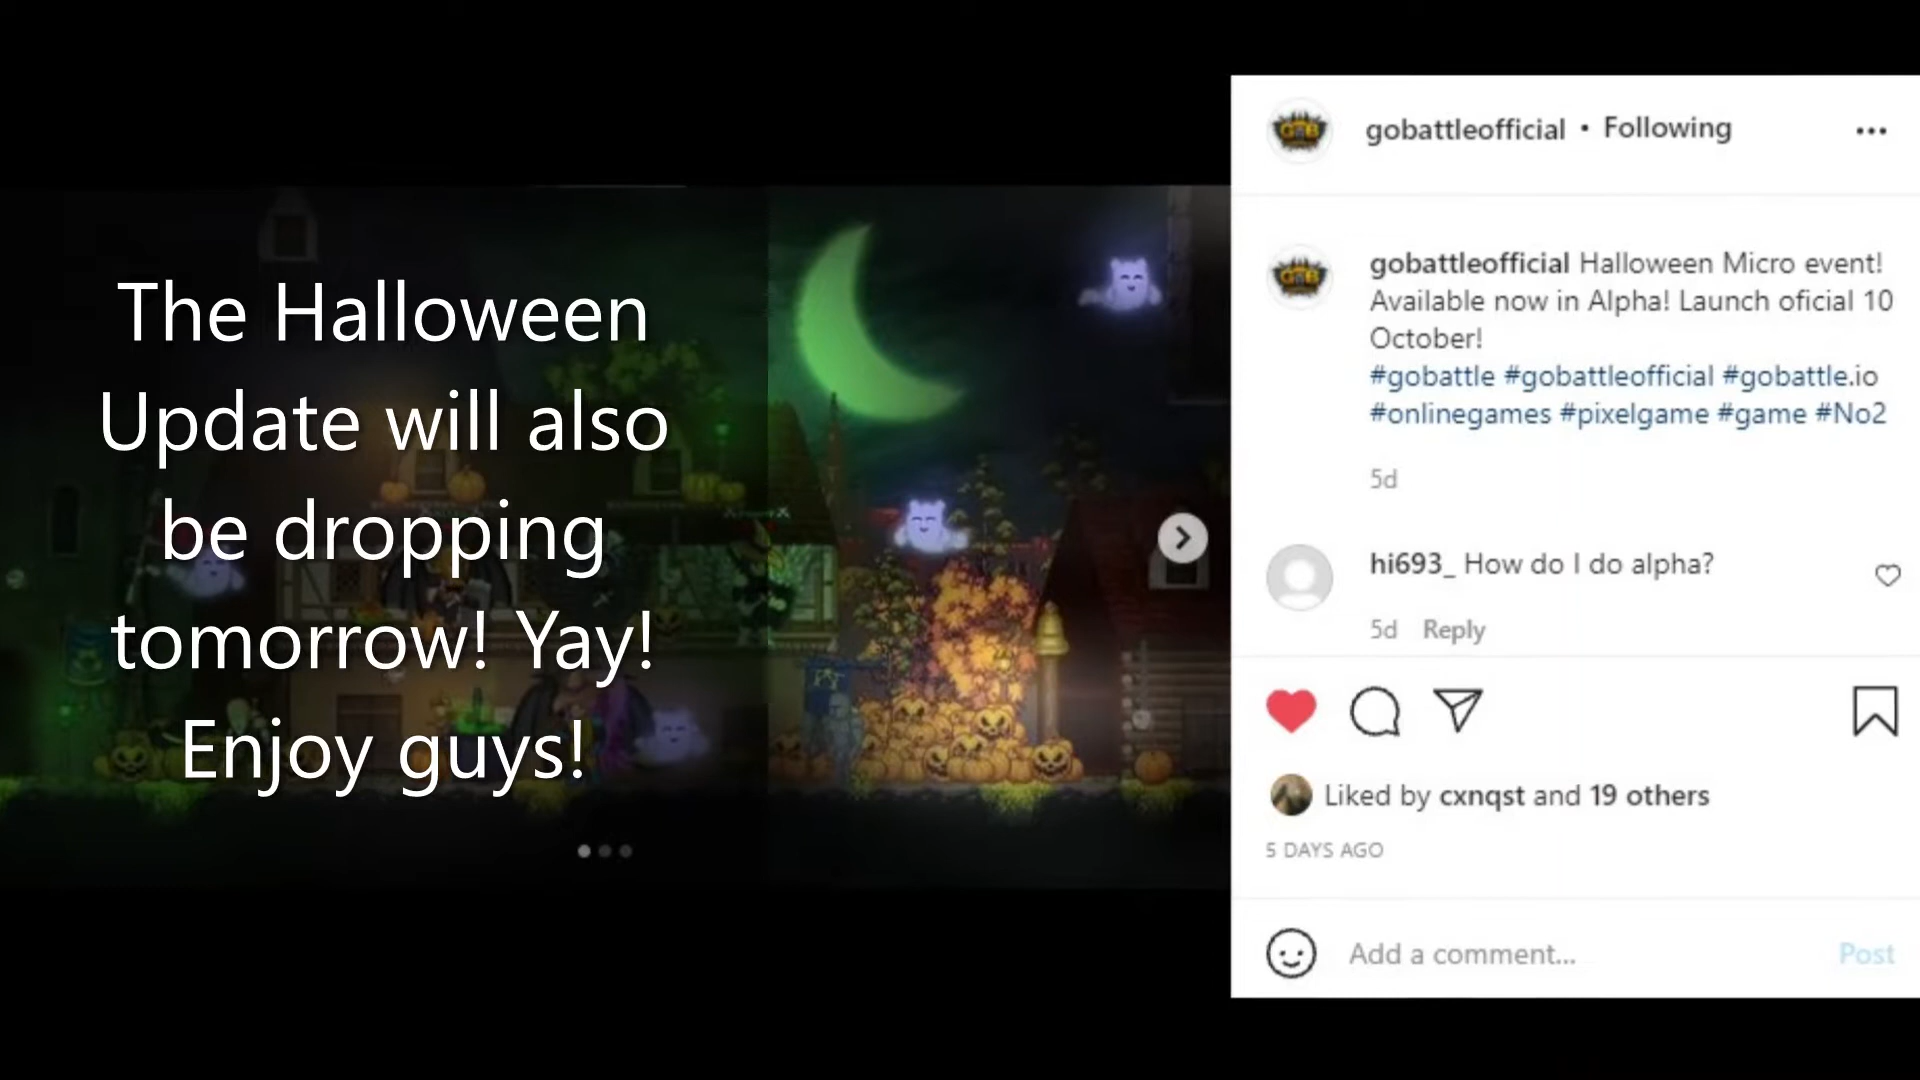 The Halloween
Update will also
be dropping
tomorrow! Yay!
Enjoy guys!
gobattleofficial • Following
gobattleofficial Halloween Micro event!
Available now in Alpha! Launch oficial 10
October!
#gobattle #gobattleofficial #gobattle.io
#onlinegames #pixelgame #game #No2
5d
hi693_ How do I do alpha?
5d Reply
Liked by cxnqst and 19 others
5 DAYS AGO
Add a comment...
Post